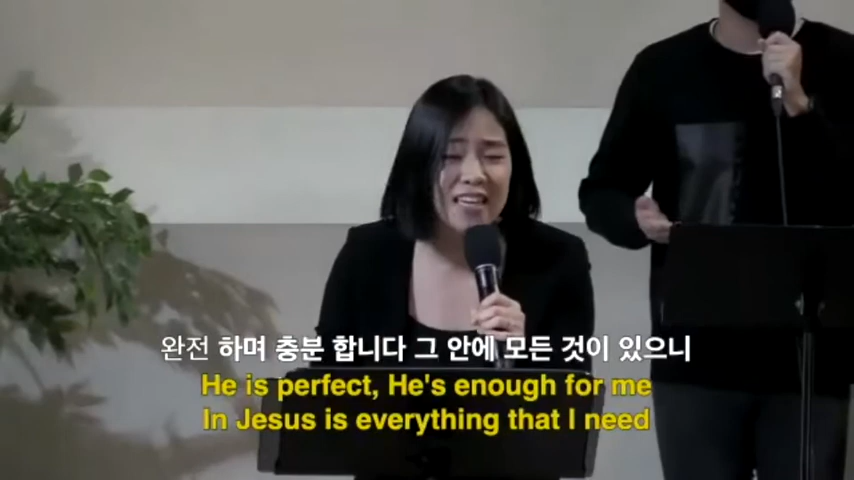 완전 하며 충분 합니다 그 안에 모든 것이 있으니
He is perfect, He's enough for me
In Jesus is everything that I need